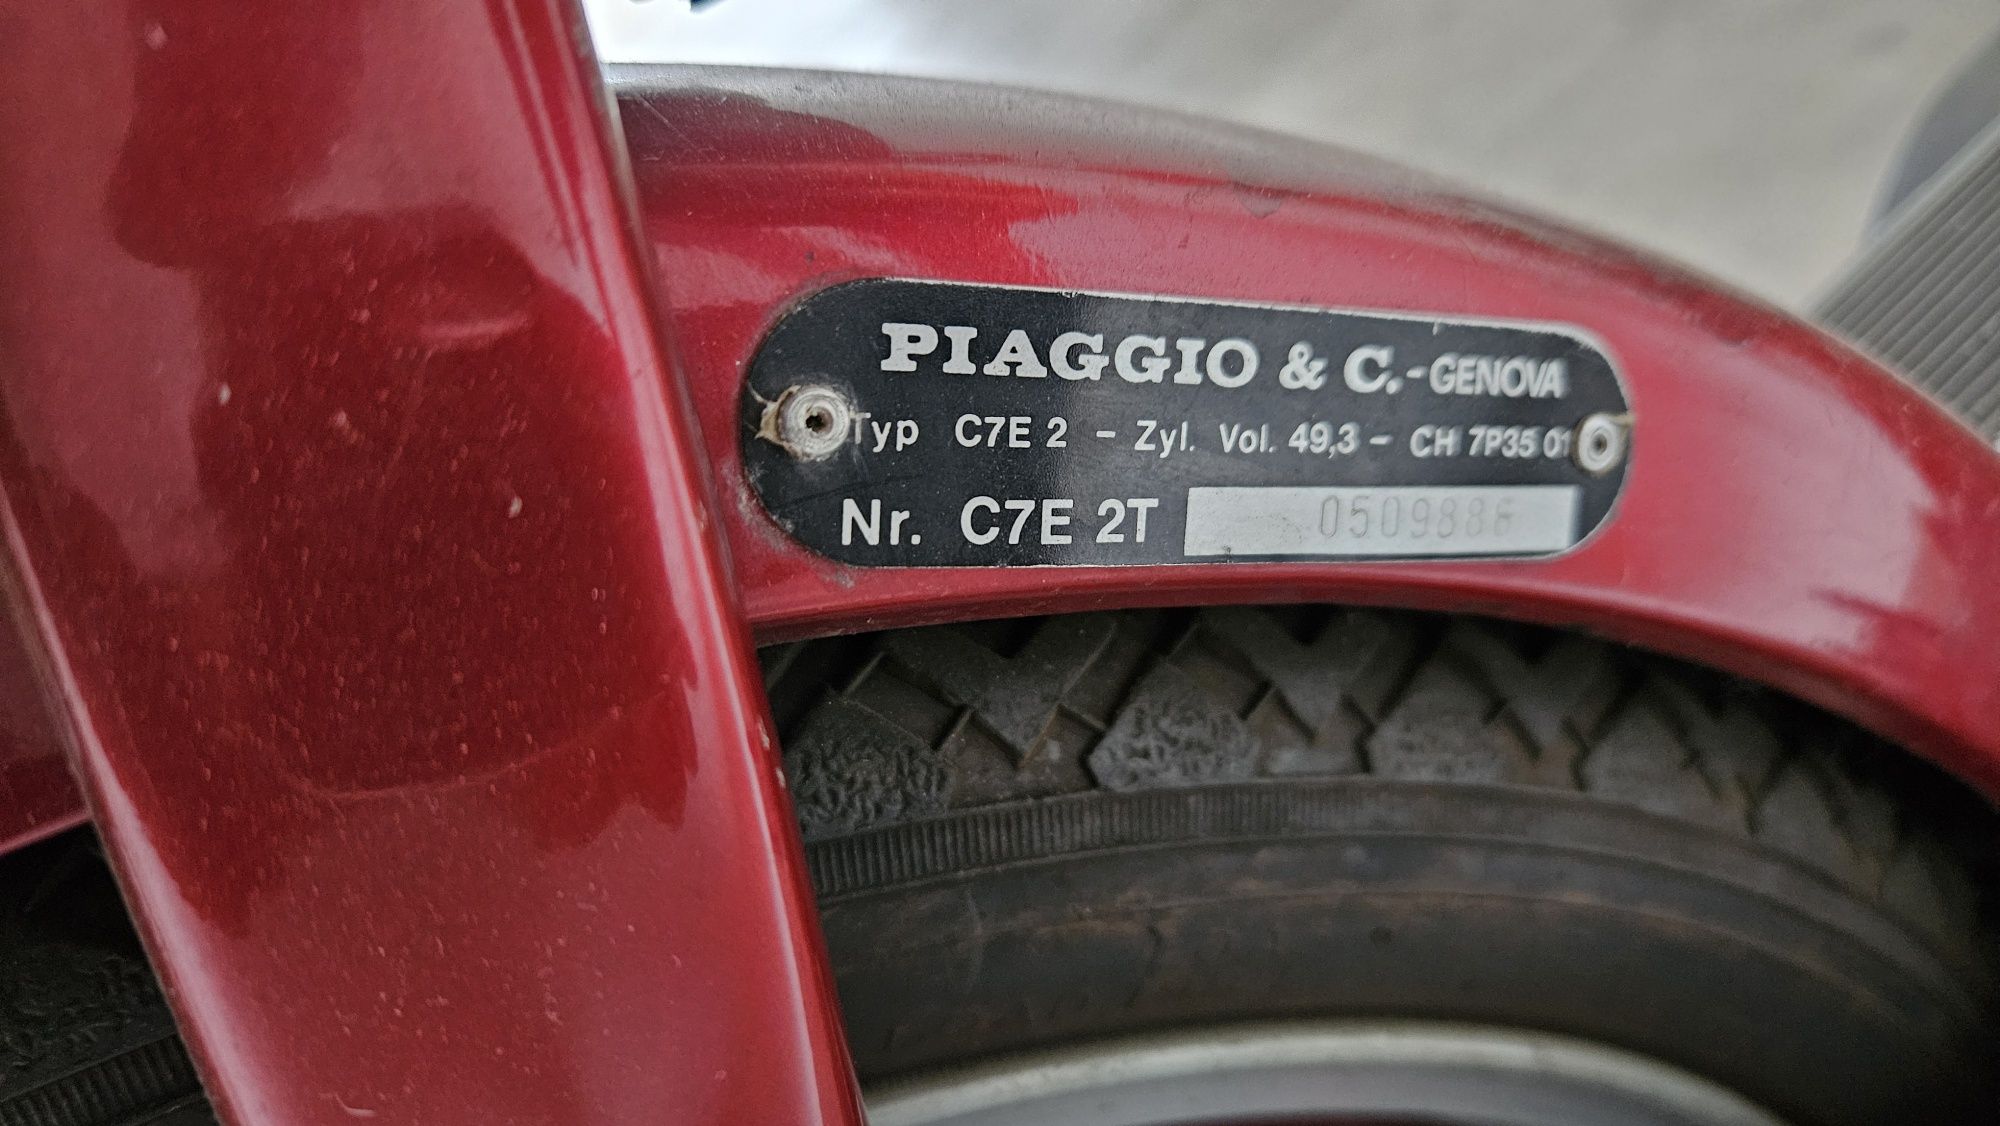 PIAGGIO & C.-GENOVA
Typ C7E 2 - Zyl. Vol. 49,3 - CH 7P35 01
Nr. C7E 2T 0509886